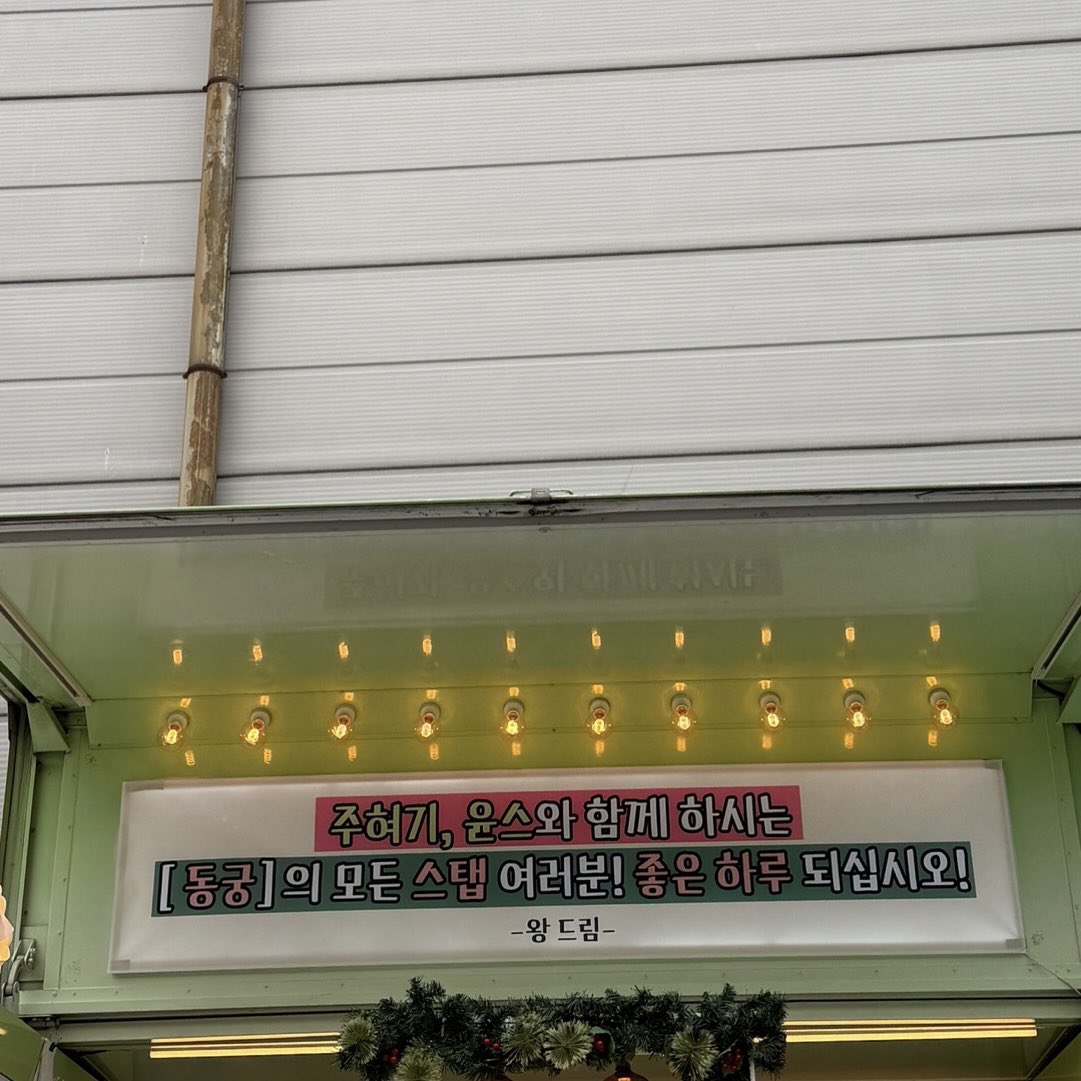 주혀기, 윤스와 함께 하시는
[동궁]의 모든 스탭 여러분! 좋은 하루 되십시오!
-왕 드림-